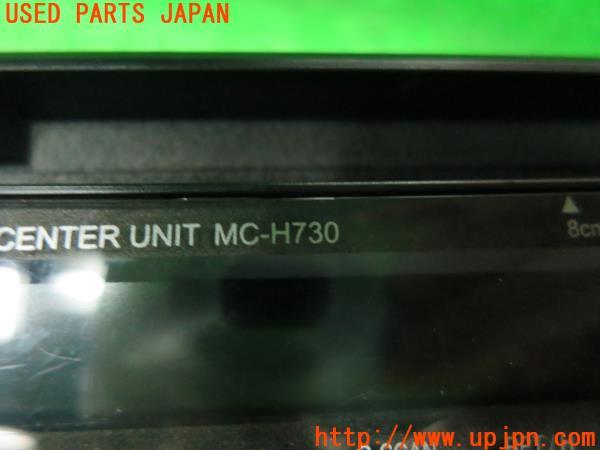 USED PARTS JAPAN
CENTER UNIT MC-H730
▲
8cm
http://www.upjpn.com